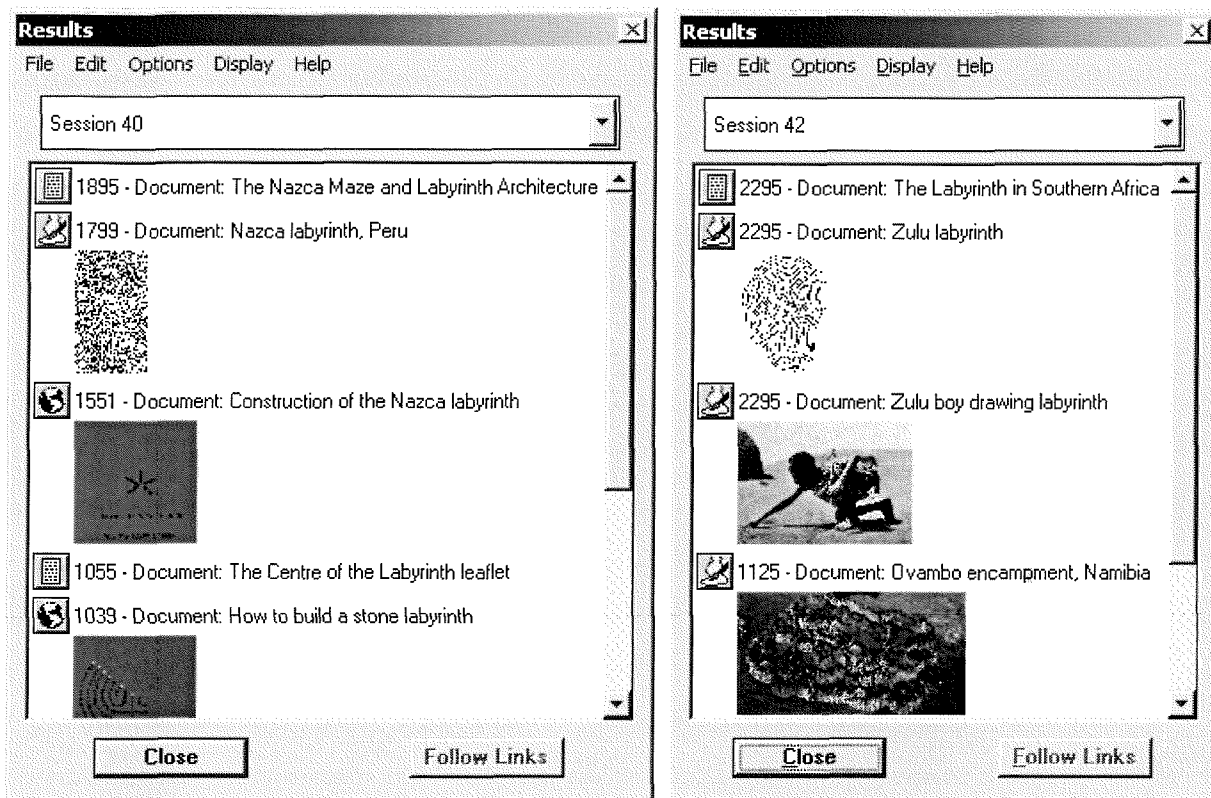 Results
File Edit Options Display Help
Session 40
1895 - Document: The Nazca Maze and Labyrinth Architecture
1799 - Document: Nazca labyrinth, Peru
1551 - Document: Construction of the Nazca labyrinth
1055 - Document: The Centre of the Labyrinth leaflet
1039 - Document: How to build a stone labyrinth
Close Follow Links
Results
File Edit Options Display Help
Session 42
2295 - Document: The Labyrinth in Southern Africa
2295 - Document: Zulu labyrinth
2295 - Document: Zulu boy drawing labyrinth
1125 - Document: Ovambo encampment, Namibia
Close Follow Links